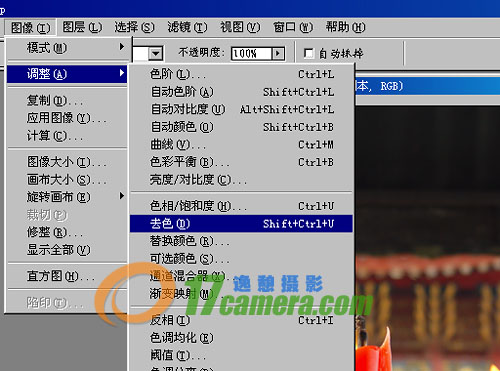 p
图像(I) 图层(L) 选择(S) 滤镜(T) 视图(V) 窗口(W) 帮助(H)
模式(M)
不透明度: 100%
自动抹除
调整(A)
复制(D)...
应用图像(Y)...
计算(C)...
图像大小(I)...
画布大小(S)...
旋转画布(E)
裁切(P)
修整(R)...
显示全部(V)
直方图(H)...
陷印(T)...
色阶(L)... Ctrl+L
自动色阶(A) Shift+Ctrl+L
自动对比度(U) Alt+Shift+Ctrl+L
自动颜色(O) Shift+Ctrl+B
曲线(V)... Ctrl+M
色彩平衡(B)... Ctrl+B
亮度/对比度(C)...
色相/饱和度(H)... Ctrl+U
去色(D) Shift+Ctrl+U
替换颜色(R)...
可选颜色(S)...
通道混合器(X)...
渐变映射(M)...
反相(I) Ctrl+I
色调均化(E)
阈值(T)...
本, RGB)
逸憩摄影
17camera.com